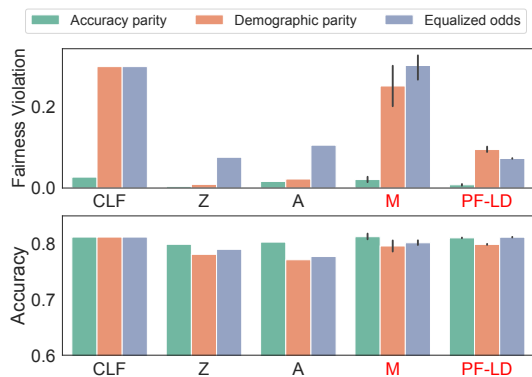 Accuracy parity Demographic parity Equalized odds
Fairness Violation
0.2
0.0
CLF Z A M PF-LD
Accuracy
0.8
0.7
0.6
CLF Z A M PF-LD